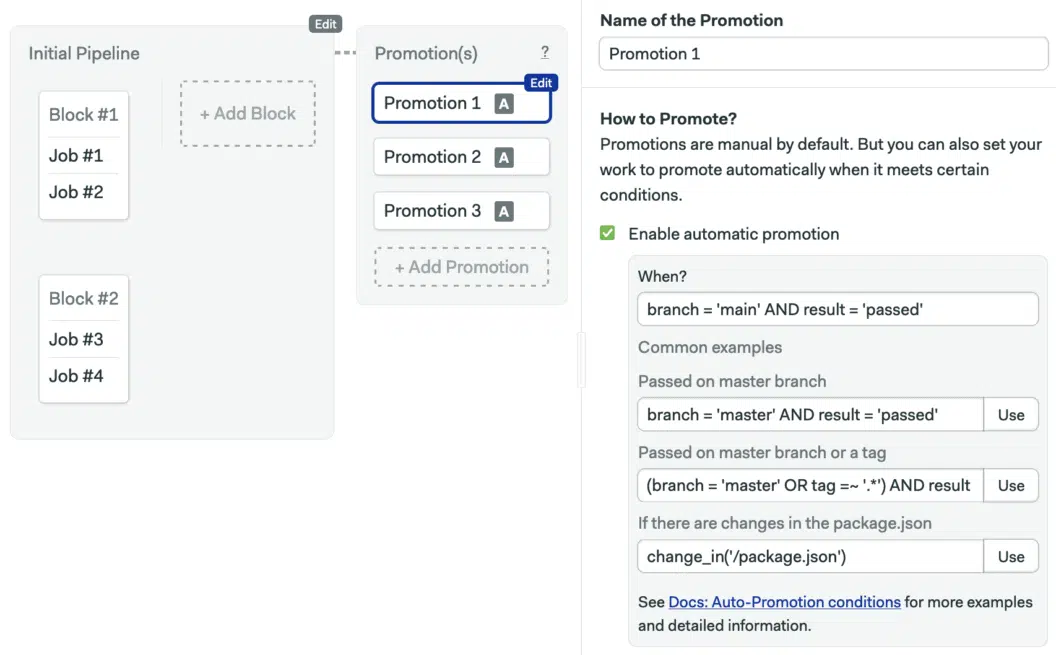 Edit
Initial Pipeline
Block #1
Job #1
Job #2
+ Add Block
Block #2
Job #3
Job #4
Promotion(s) ?
Edit
Promotion 1 A
Promotion 2 A
Promotion 3 A
+ Add Promotion
Name of the Promotion
Promotion 1
How to Promote?
Promotions are manual by default. But you can also set your
work to promote automatically when it meets certain
conditions.
Enable automatic promotion
When?
branch = 'main' AND result = 'passed'
Common examples
Passed on master branch
branch = 'master' AND result = 'passed' Use
Passed on master branch or a tag
(branch = 'master' OR tag =~ '.*') AND result Use
If there are changes in the package.json
change_in('/package.json') Use
See Docs: Auto-Promotion conditions for more examples
and detailed information.